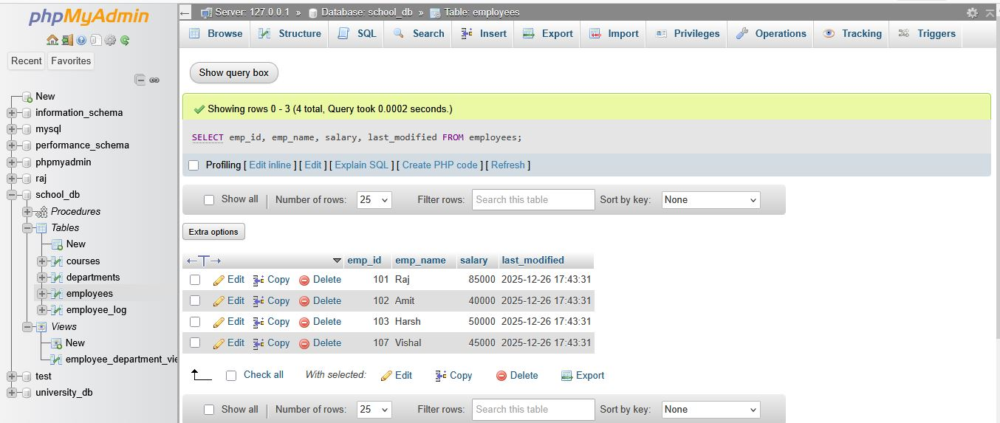 phpMyAdmin
Recent Favorites
New
information_schema
mysql
performance_schema
phpmyadmin
raj
school_db
Procedures
Tables
New
courses
departments
employees
employee_log
Views
New
employee_department_vie
test
university_db
Server: 127.0.0.1 » Database: school_db » Table: employees
Browse Structure SQL Search Insert Export Import Privileges Operations Tracking Triggers
Show query box
Showing rows 0 - 3 (4 total, Query took 0.0002 seconds.)
SELECT emp_id, emp_name, salary, last_modified FROM employees;
Profiling [ Edit inline ] [ Edit ] [ Explain SQL ] [ Create PHP code ] [ Refresh ]
Show all Number of rows: 25 Filter rows: Search this table Sort by key: None
Extra options
←T→ emp_id emp_name salary last_modified
Edit Copy Delete 101 Raj 85000 2025-12-26 17:43:31
Edit Copy Delete 102 Amit 40000 2025-12-26 17:43:31
Edit Copy Delete 103 Harsh 50000 2025-12-26 17:43:31
Edit Copy Delete 107 Vishal 45000 2025-12-26 17:43:31
Check all With selected: Edit Copy Delete Export
Show all Number of rows: 25 Filter rows: Search this table Sort by key: None